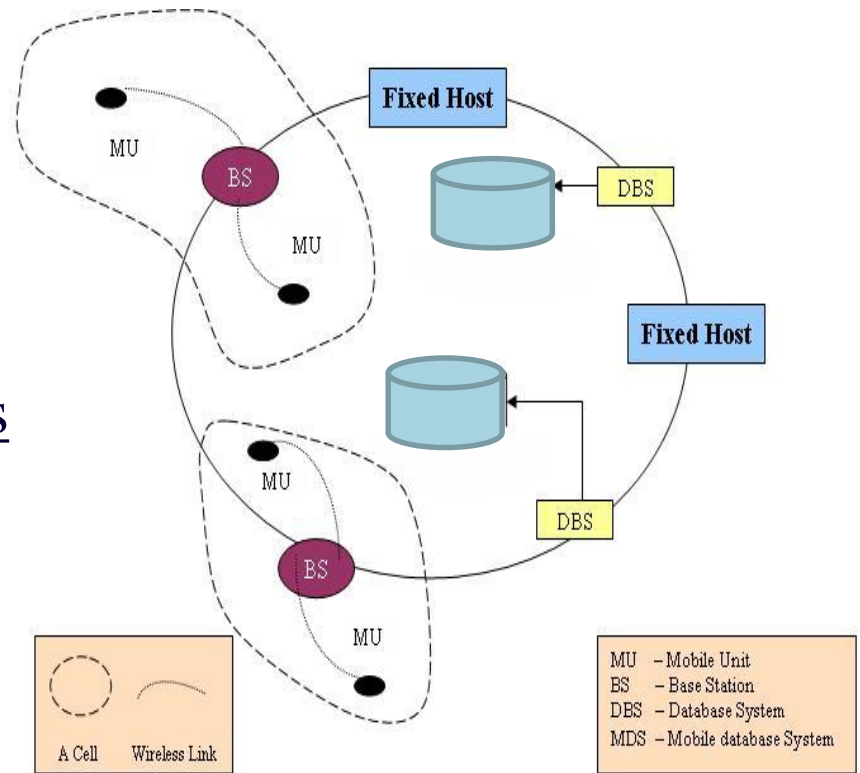 Fixed Host
MU
BS
DBS
MU
Fixed Host
s
MU
DBS
BS
MU
A Cell
Wireless Link
MU – Mobile Unit
BS – Base Station
DBS – Database System
MDS – Mobile database System